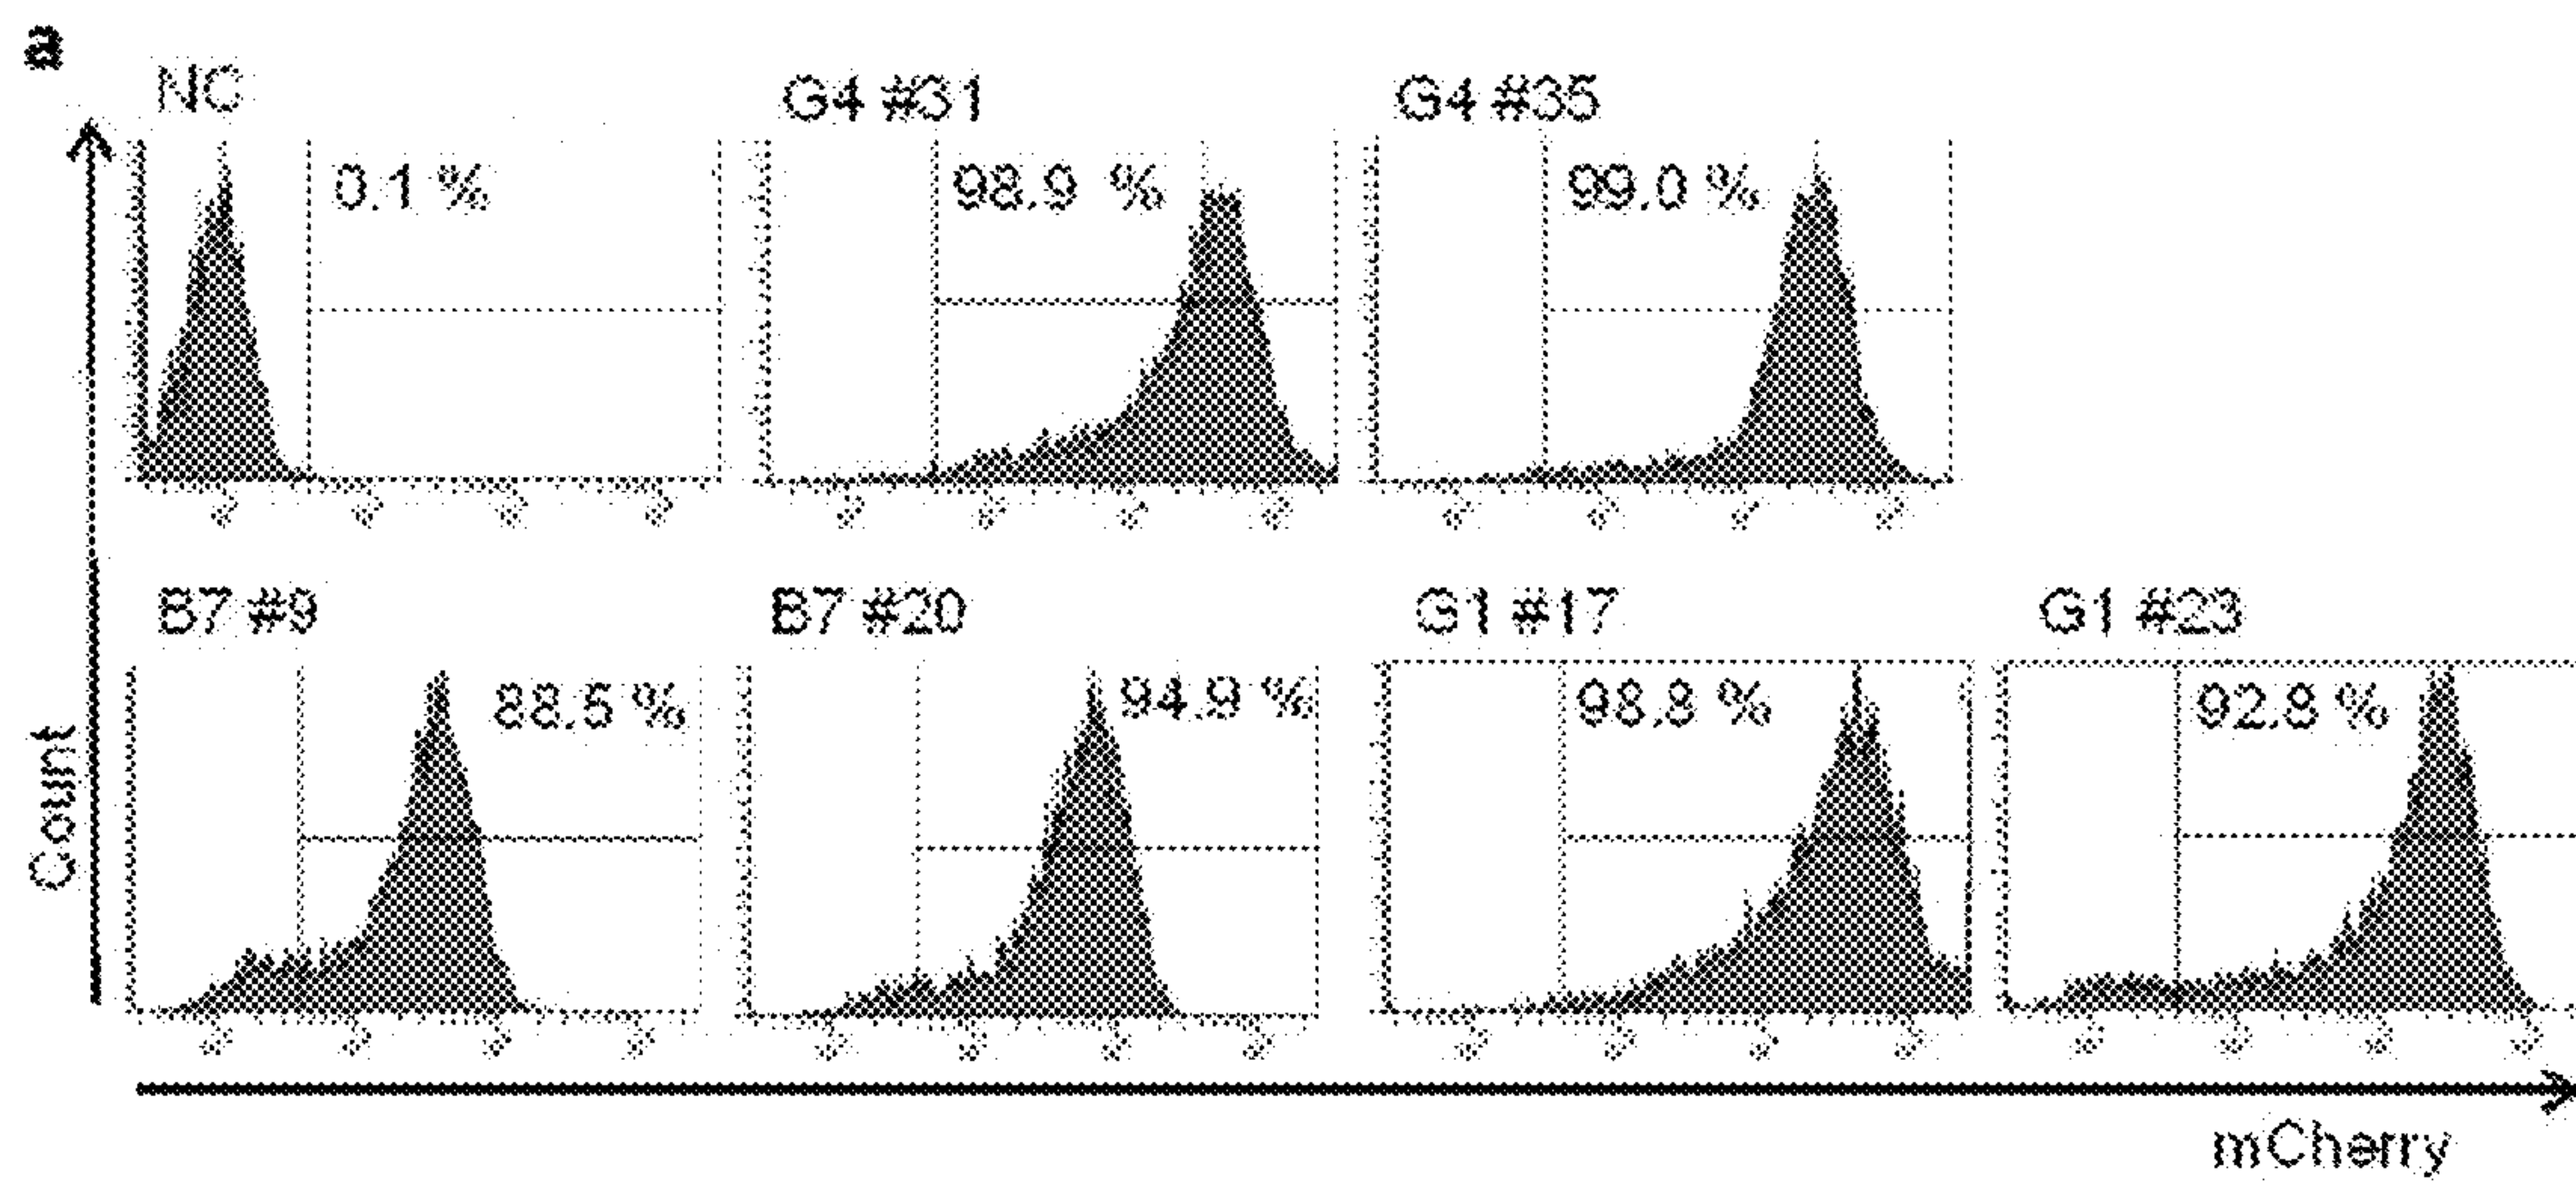 a
NC
G4 #31
G4 #35
0.1 %
98.9 %
99.0 %
B7 #9
B7 #20
G1 #17
G1 #23
88.5 %
94.9 %
98.8 %
92.8 %
Count
mCherry